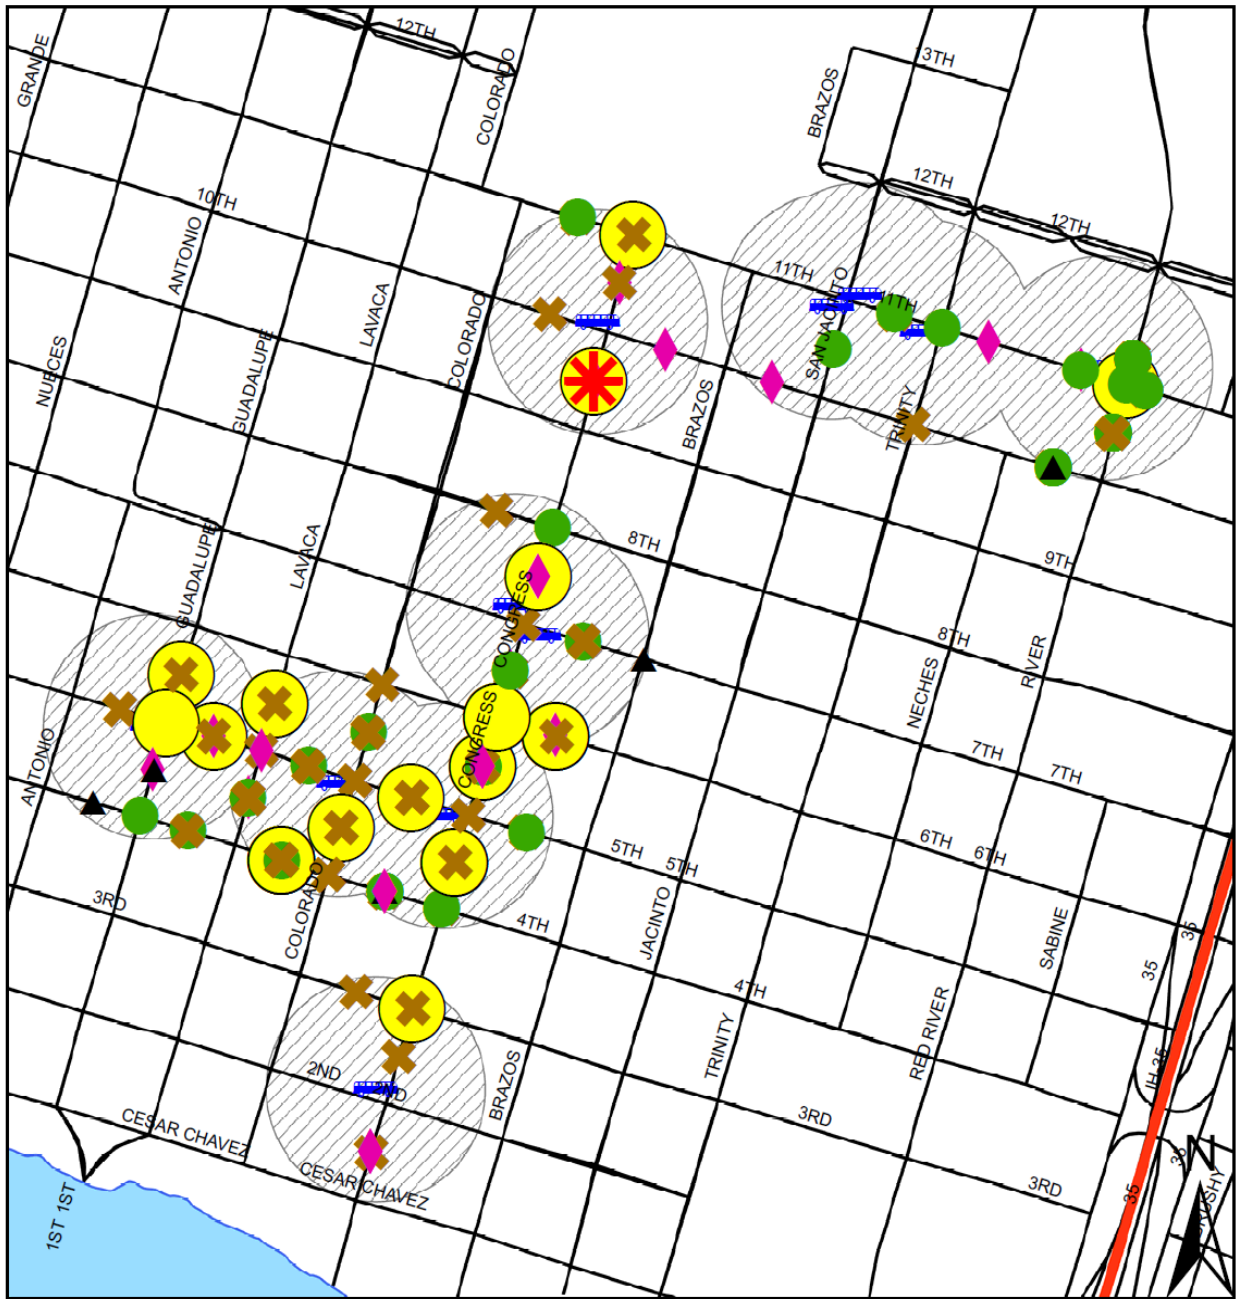 12TH
GRANDE
COLORADO
13TH
BRAZOS
12TH
12TH
10TH
ANTONIO
11TH
11TH
SAN JACINTO
LAVACA
COLORADO
NUECES
GUADALUPE
BRAZOS
TRINITY
8TH
9TH
GUADALUPE
LAVACA
CONGRESS
8TH
RIVER
NECHES
CONGRESS
7TH
7TH
ANTONIO
5TH
5TH
6TH
6TH
3RD
COLORADO
4TH
JACINTO
SABINE
35
35
4TH
2ND
2ND
BRAZOS
TRINITY
RED RIVER
IH-35
CESAR CHAVEZ
CESAR CHAVEZ
3RD
3RD
35
35
N
1ST 1ST